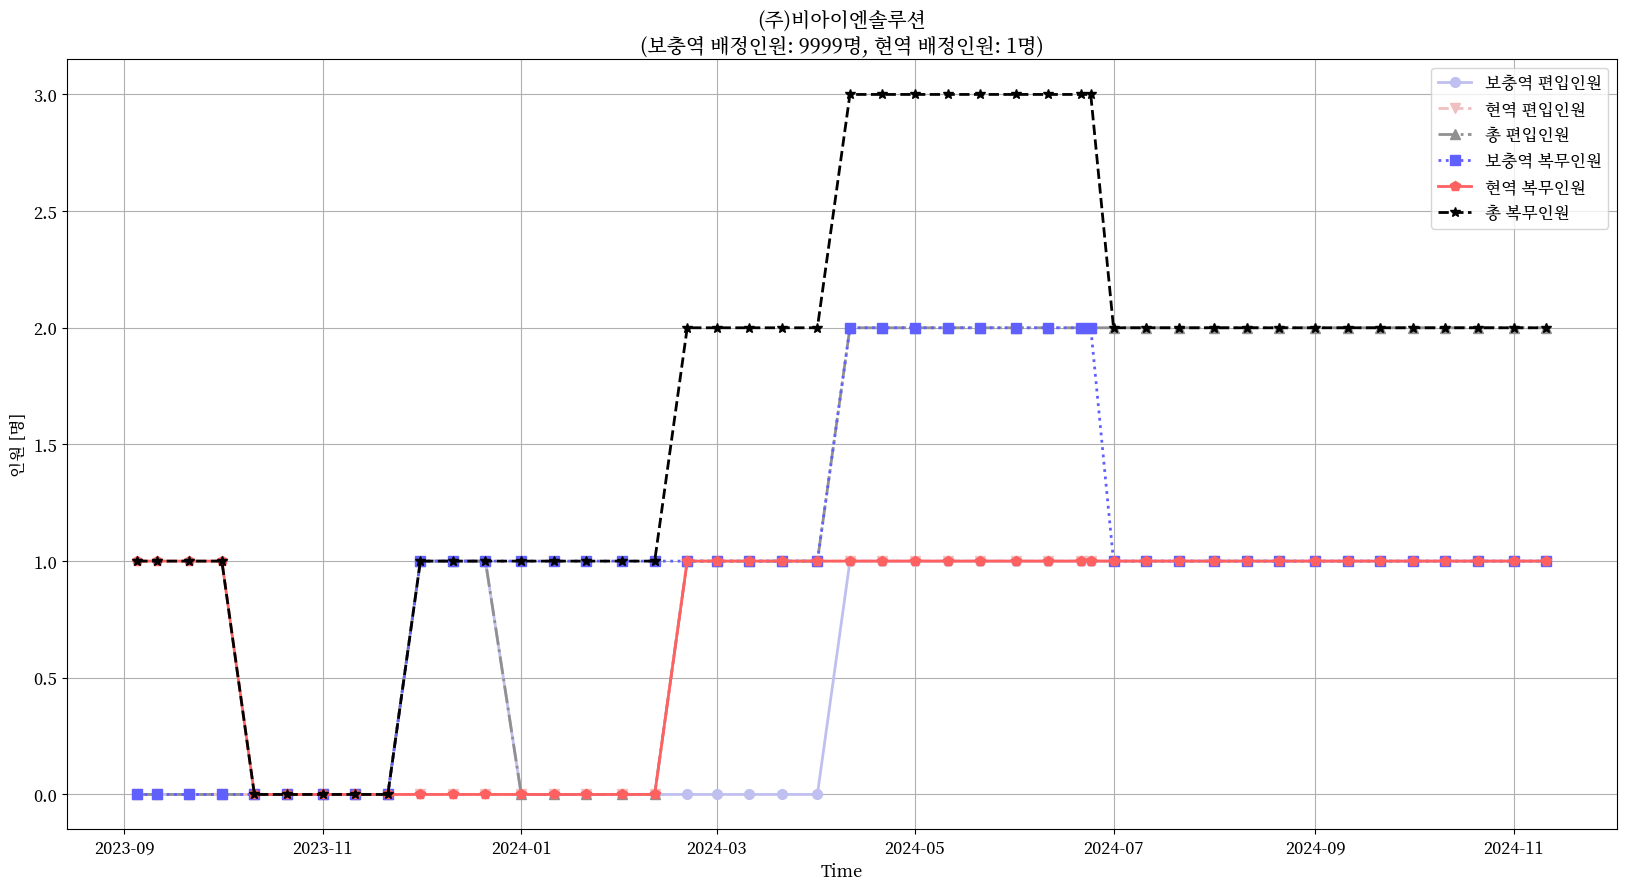 (주)비아이엔솔루션
(보충역 배정인원: 9999명, 현역 배정인원: 1명)
보충역 편입인원
현역 편입인원
총 편입인원
보충역 복무인원
현역 복무인원
총 복무인원
3.0
2.5
2.0
1.5
1.0
0.5
0.0
인원 [명]
2023-09
2023-11
2024-01
2024-03
2024-05
2024-07
2024-09
2024-11
Time